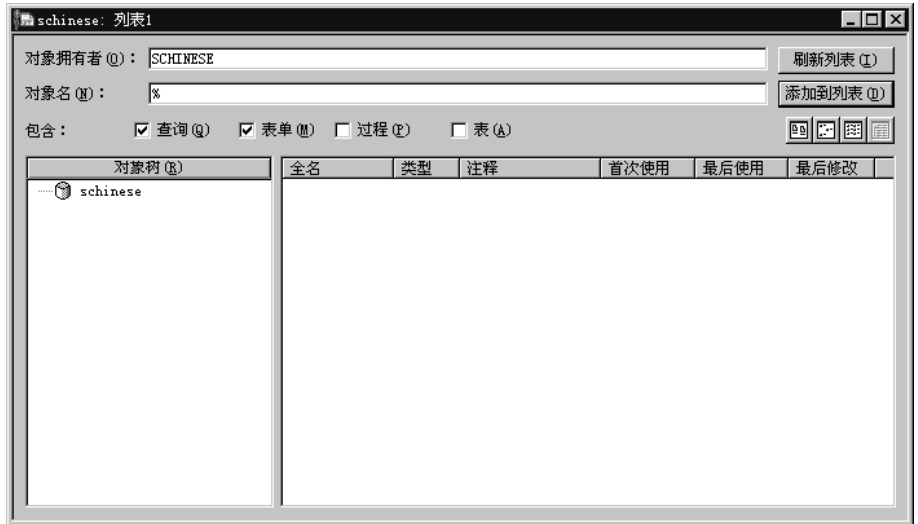 schinese: 列表1
对象拥有者(O): SCHINESE 刷新列表(I)
对象名(N): % 添加到列表(D)
包含: 查询(Q) 表单(M) 过程(P) 表(A)
对象树(R) 全名 类型 注释 首次使用 最后使用 最后修改
schinese